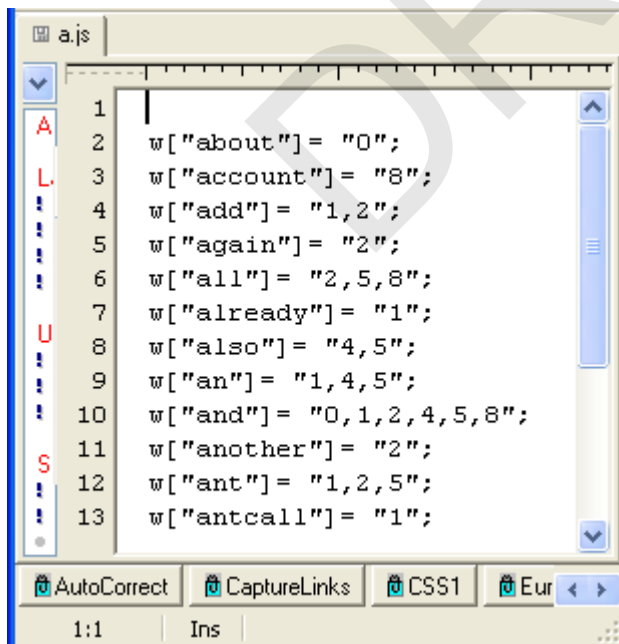 a.js
1
2 w["about"]= "0";
3 w["account"]= "8";
4 w["add"]= "1,2";
5 w["again"]= "2";
6 w["all"]= "2,5,8";
7 w["already"]= "1";
8 w["also"]= "4,5";
9 w["an"]= "1,4,5";
10 w["and"]= "0,1,2,4,5,8";
11 w["another"]= "2";
12 w["ant"]= "1,2,5";
13 w["antcall"]= "1";
A
L
U
S
AutoCorrect CaptureLinks CSS1 Eur
1:1 Ins